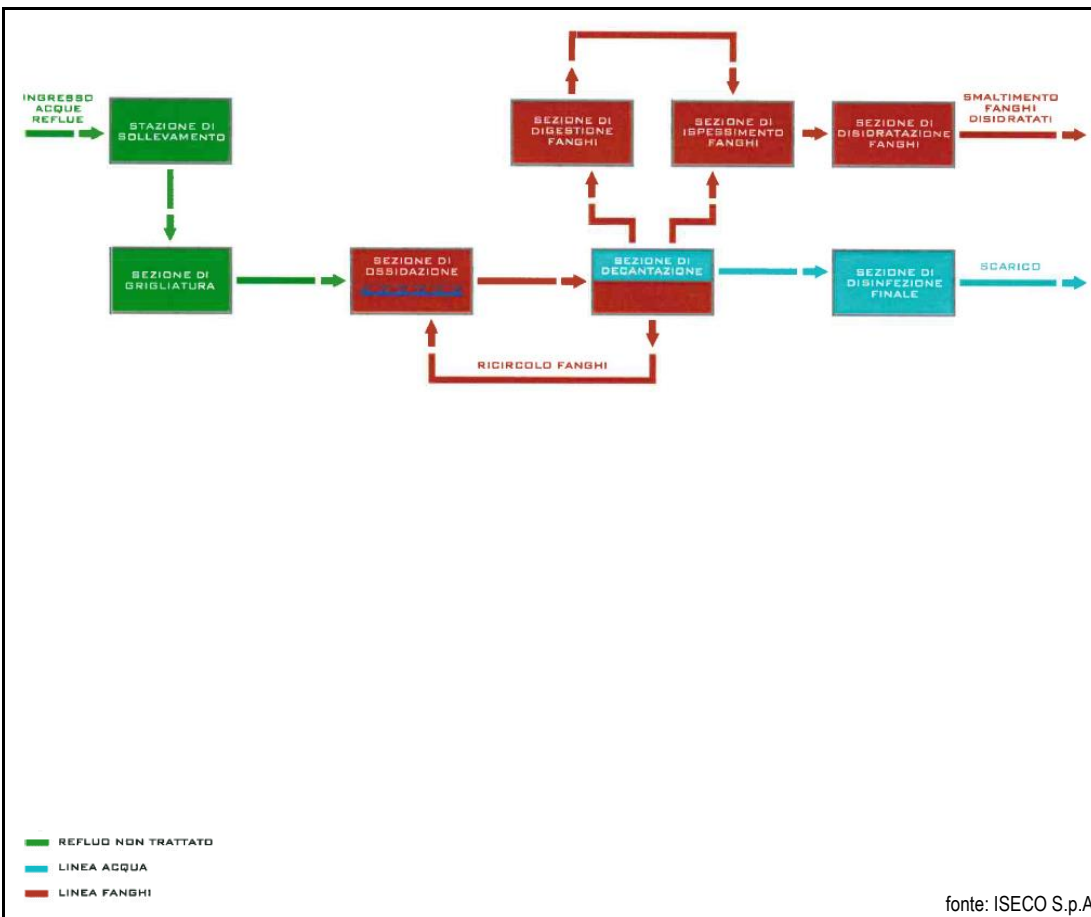 INGRESSO
ACQUE
REFLUE
STAZIONE DI
SOLLEVAMENTO
SEZIONE DI
DIGESTIONE
FANGHI
SEZIONE DI
ISPESSIMENTO
FANGHI
SEZIONE DI
DISIDRATAZIONE
FANGHI
SMALTIMENTO
FANGHI
DISIDRATATI
SEZIONE DI
GRIGLIATURA
SEZIONE DI
OSSIDAZIONE
SEZIONE DI
DECANTAZIONE
SEZIONE DI
DISINFEZIONE
FINALE
SCARICO
RICIRCOLO FANGHI
REFLUO NON TRATTATO
LINEA ACQUA
LINEA FANGHI
fonte: ISECO S.p.A